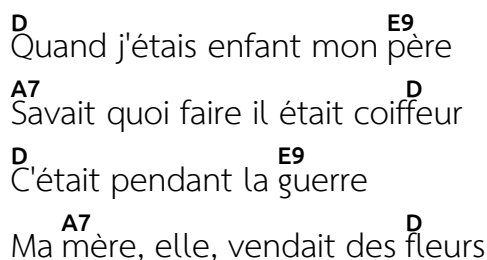 D E9
Quand j'étais enfant mon père
A7 D
Savait quoi faire il était coiffeur
D E9
C'était pendant la guerre
A7 D
Ma mère, elle, vendait des fleurs